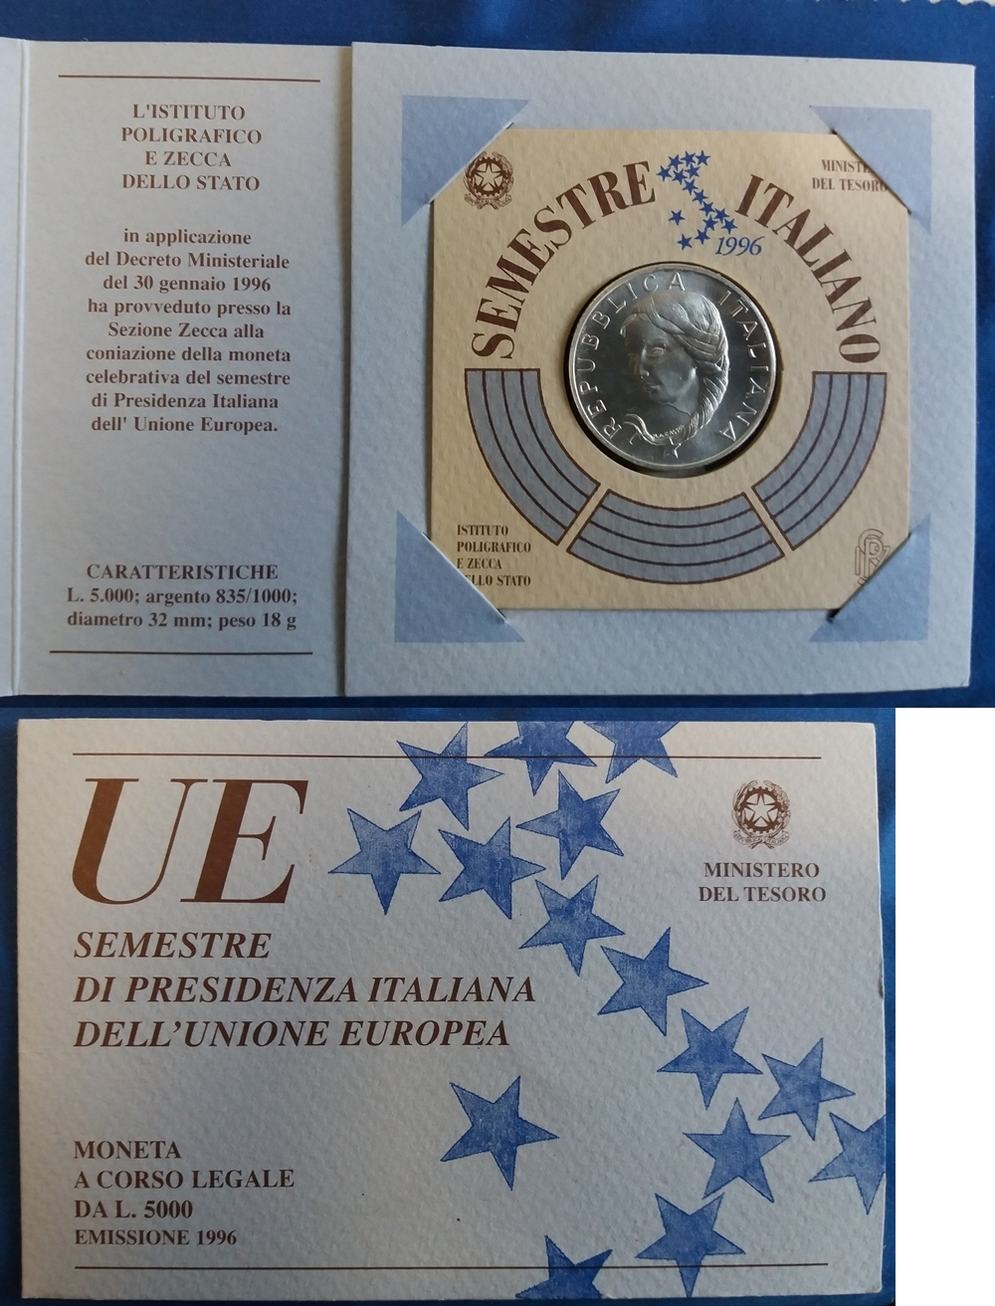 L'ISTITUTO
POLIGRAFICO
E ZECCA
DELLO STATO
in applicazione
del Decreto Ministeriale
del 30 gennaio 1996
ha provveduto presso la
Sezione Zecca alla
coniazione della moneta
celebrativa del semestre
di Presidenza Italiana
dell' Unione Europea.
CARATTERISTICHE
L. 5.000; argento 835/1000;
diametro 32 mm; peso 18 g
MINISTE
DEL TESORO
SEMESTRE ITALIANO
1996
REPUBBLICA ITALIANA
ISTITUTO
POLIGRAFICO
E ZECCA
ELLO STATO
UE
SEMESTRE
DI PRESIDENZA ITALIANA
DELL'UNIONE EUROPEA
MINISTERO
DEL TESORO
MONETA
A CORSO LEGALE
DA L. 5000
EMISSIONE 1996